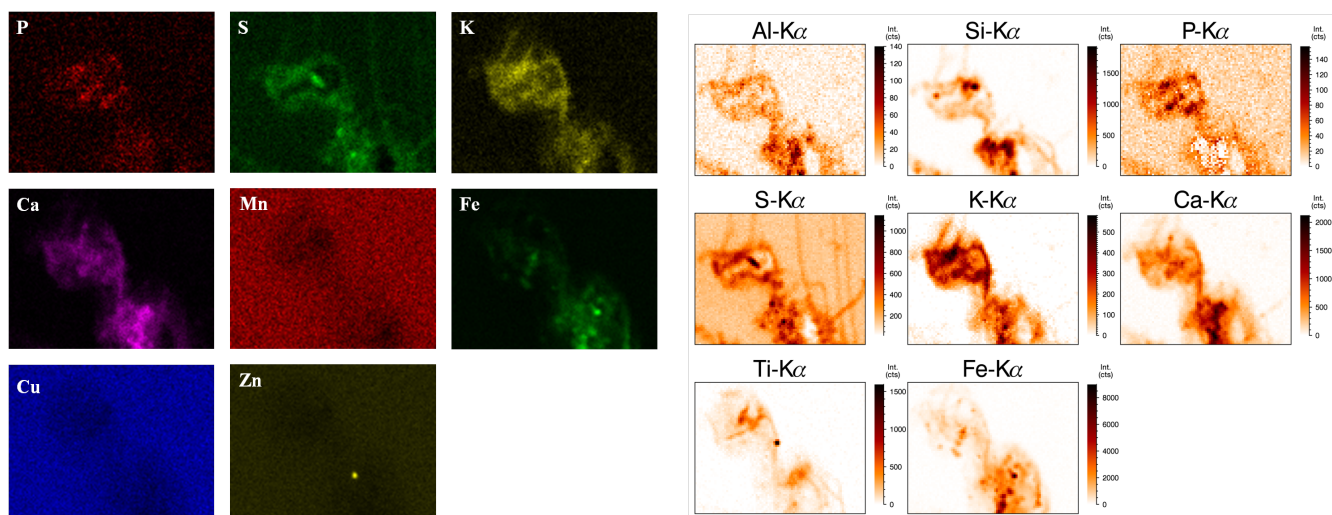 P S K
Ca Mn Fe
Cu Zn
Al-Kα Int. (cts) 140 120 100 80 60 40 20 0
Si-Kα Int. (cts) 1500 1000 500 0
P-Kα Int. (cts) 140 120 100 80 60 40 20 0
S-Kα Int. (cts) 1000 800 600 400 200
K-Kα Int. (cts) 500 400 300 200 100 0
Ca-Kα Int. (cts) 2000 1500 1000 500 0
Ti-Kα Int. (cts) 1500 1000 500 0
Fe-Kα Int. (cts) 8000 6000 4000 2000 0